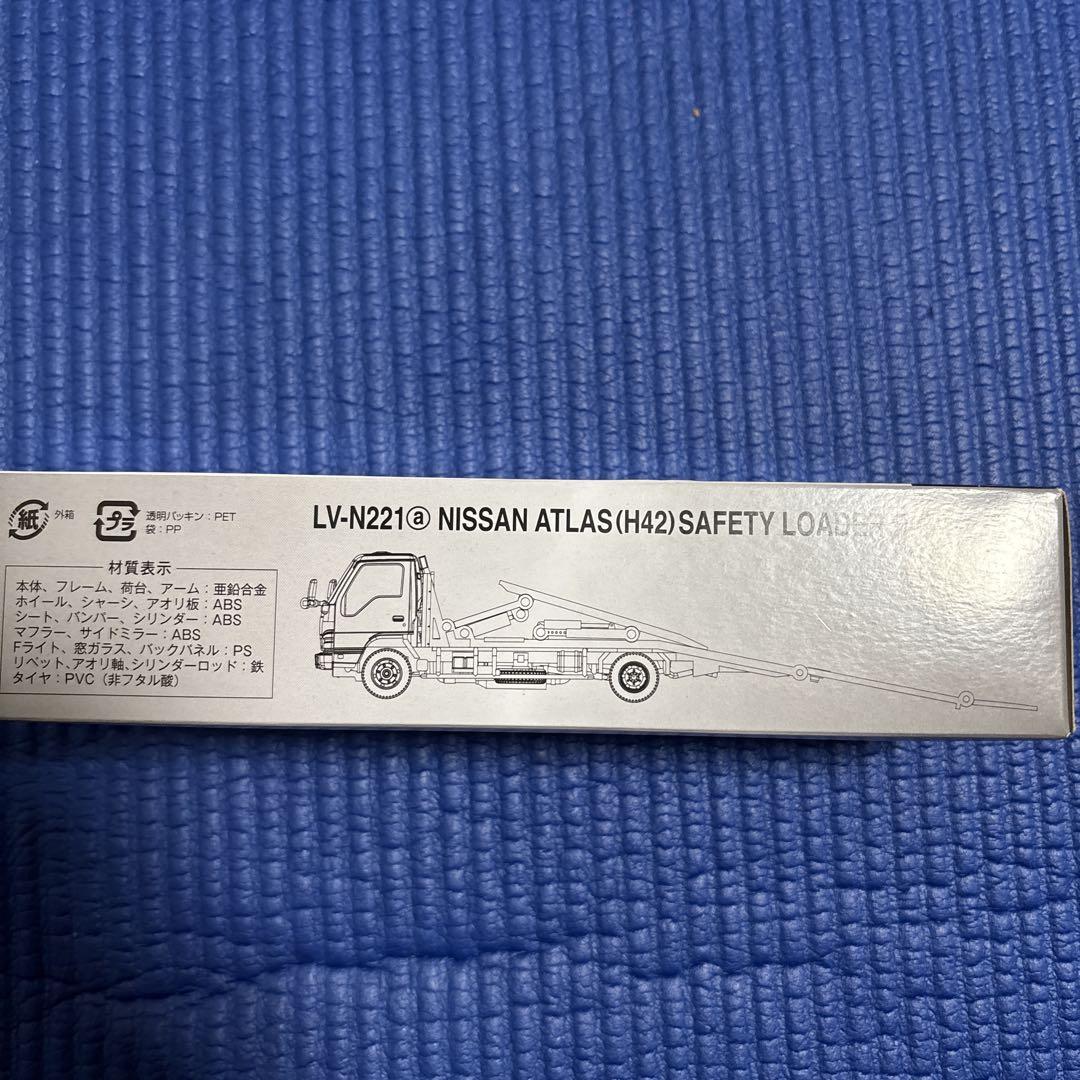 紙 外箱
プラ 透明パッキン：PET
袋：PP
LV-N221ⓐ NISSAN ATLAS(H42)SAFETY LOADER
材質表示
本体、フレーム、荷台、アーム：亜鉛合金
ホイール、シャーシ、アオリ板：ABS
シート、バンパー、シリンダー：ABS
マフラー、サイドミラー：ABS
Fライト、窓ガラス、バックパネル：PS
リベット、アオリ軸、シリンダーロッド：鉄
タイヤ：PVC（非フタル酸）